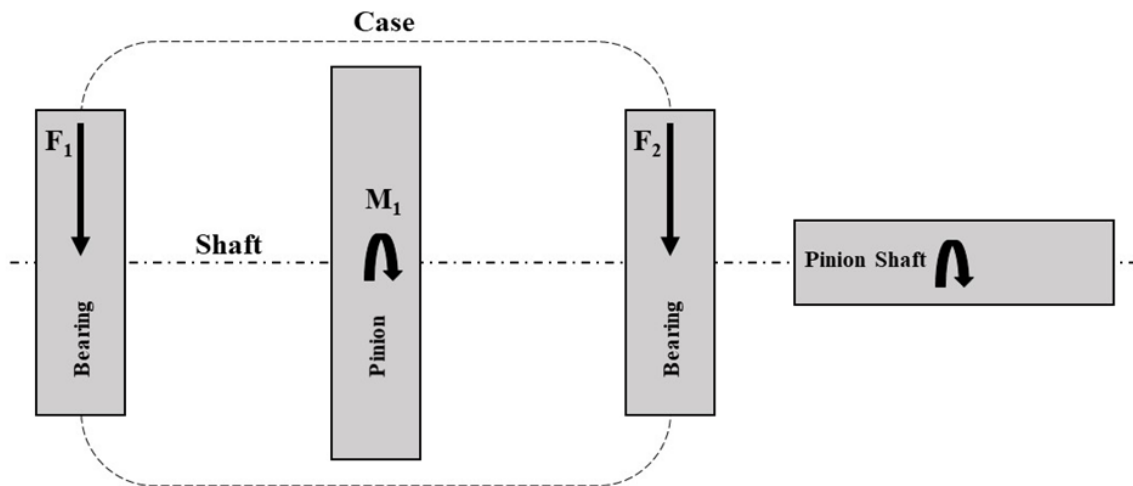 Case
F1
F2
M1
Shaft
Pinion Shaft
Bearing
Pinion
Bearing